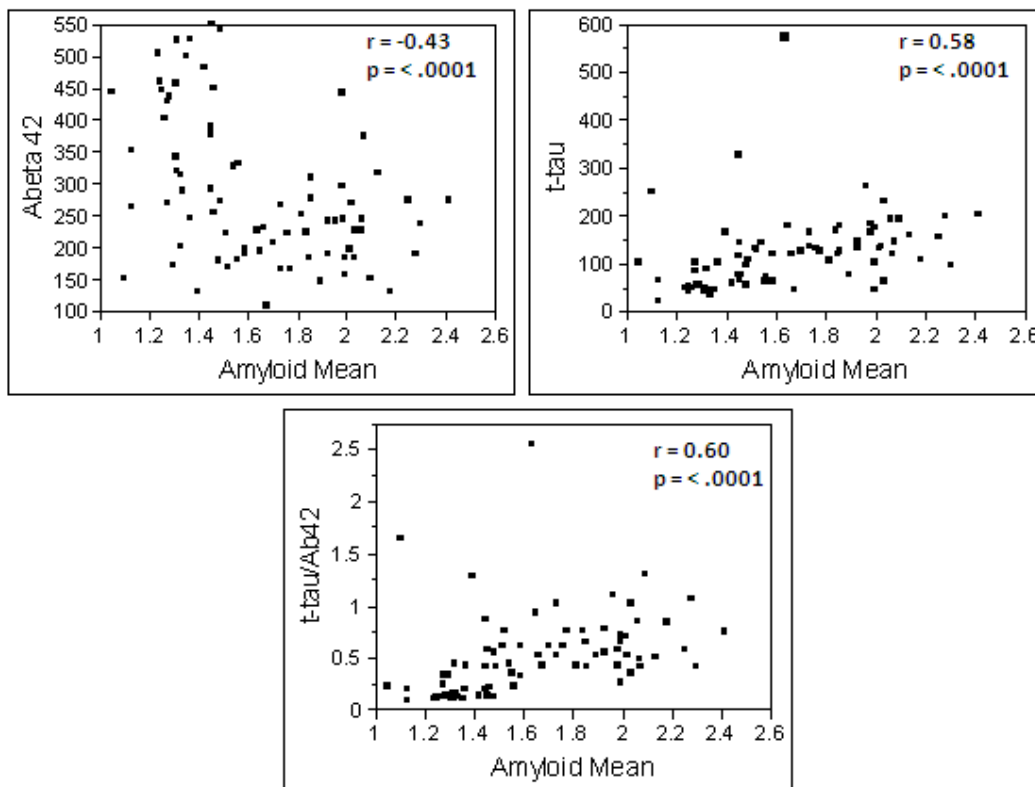 r = -0.43
p = < .0001
550
500
450
400
350
300
250
200
150
100
Abeta 42
1 1.2 1.4 1.6 1.8 2 2.2 2.4 2.6
Amyloid Mean
r = 0.58
p = < .0001
600
500
400
300
200
100
0
t-tau
1 1.2 1.4 1.6 1.8 2 2.2 2.4 2.6
Amyloid Mean
r = 0.60
p = < .0001
2.5
2
1.5
1
0.5
0
t-tau/Ab42
1 1.2 1.4 1.6 1.8 2 2.2 2.4 2.6
Amyloid Mean